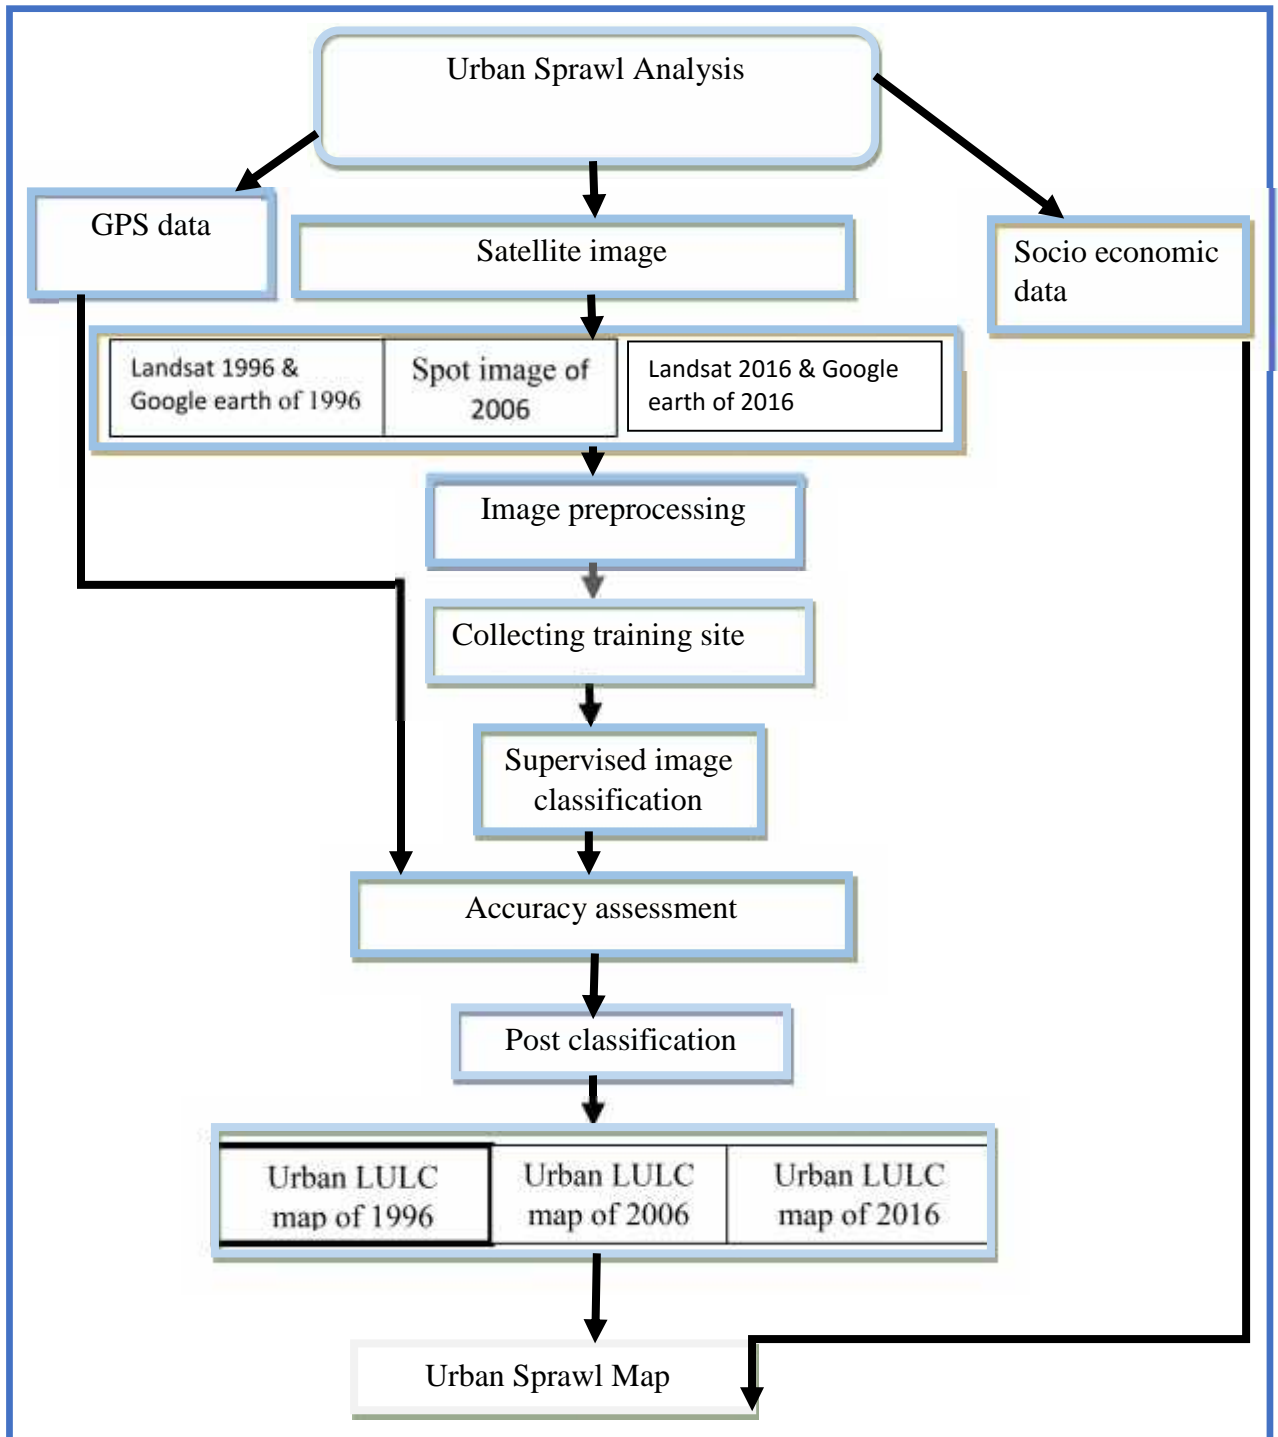 Urban Sprawl Analysis
GPS data
Satellite image
Socio economic
data
Landsat 1996 &
Google earth of 1996
Spot image of
2006
Landsat 2016 & Google
earth of 2016
Image preprocessing
Collecting training site
Supervised image
classification
Accuracy assessment
Post classification
Urban LULC
map of 1996
Urban LULC
map of 2006
Urban LULC
map of 2016
Urban Sprawl Map